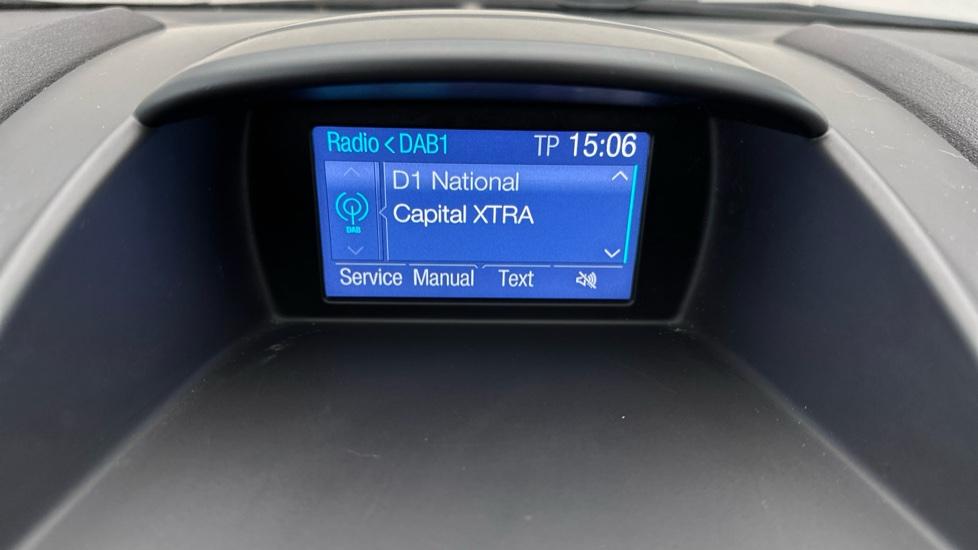 Radio < DAB1 TP 15:06
D1 National
DAB
Capital XTRA
Service Manual Text